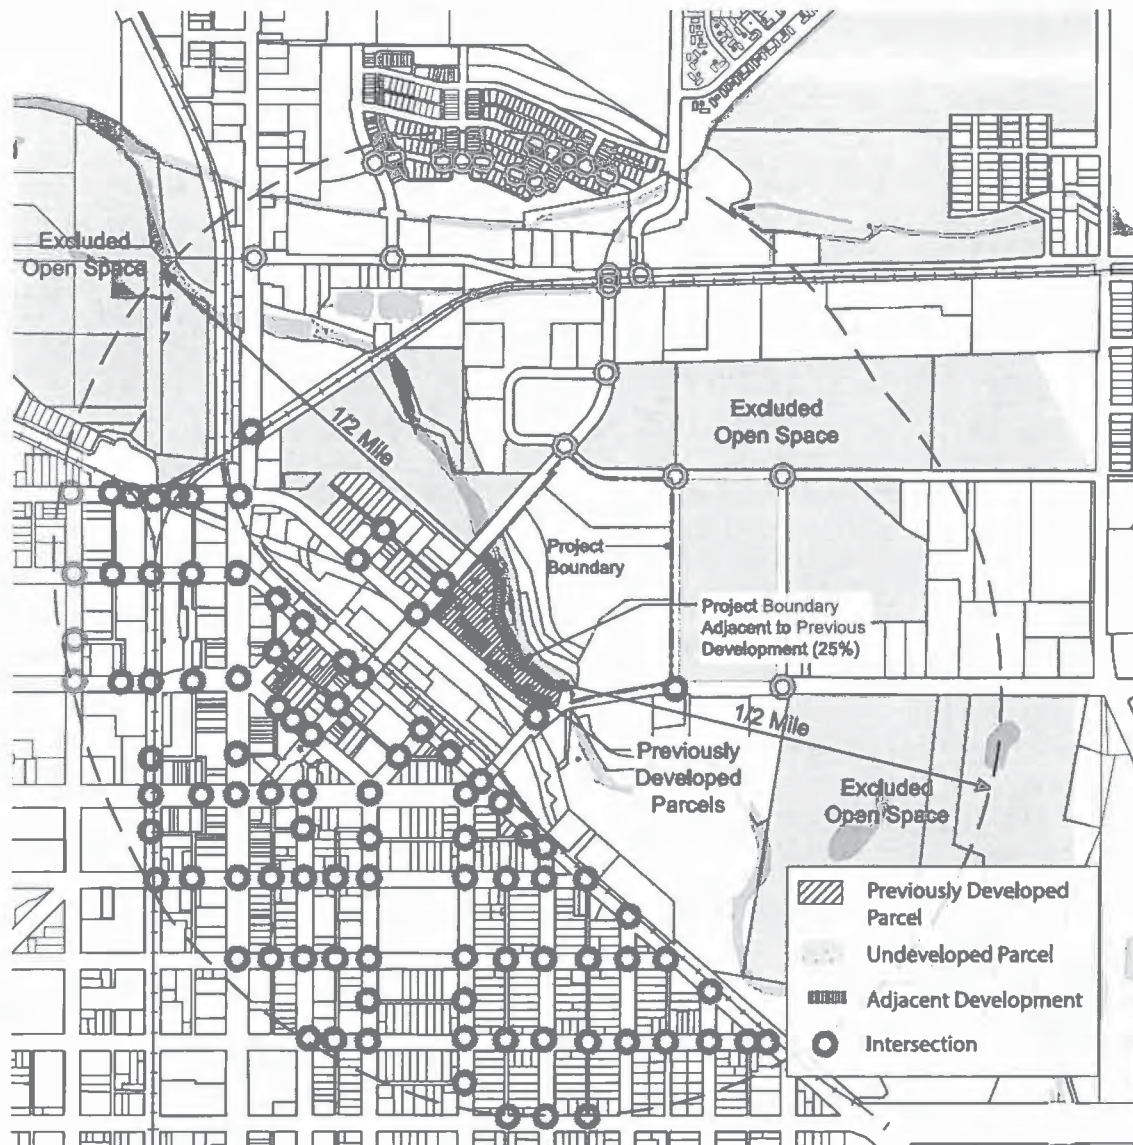 Excluded
Open Space
1/2 Mile
Excluded
Open Space
Project
Boundary
Project Boundary
Adjacent to Previous
Development (25%)
1/2 Mile
Previously
Developed
Parcels
Excluded
Open Space
Previously Developed
Parcel
Undeveloped Parcel
Adjacent Development
Intersection